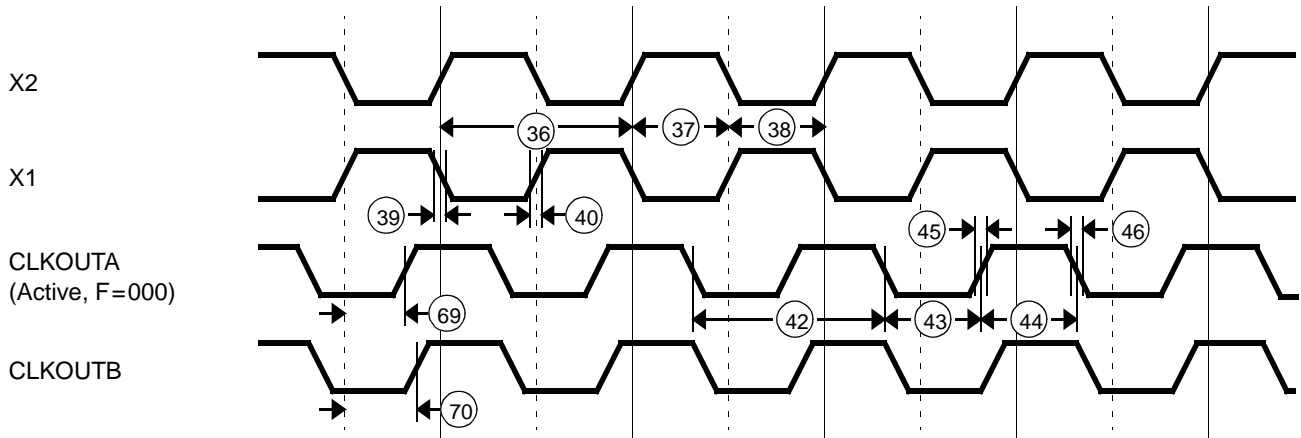 X2
36
37
38
X1
39
40
45
46
CLKOUTA
(Active, F=000)
69
42
43
44
CLKOUTB
70